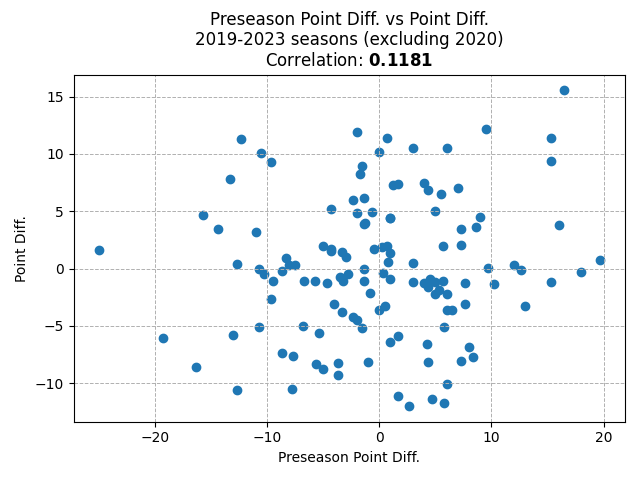 Preseason Point Diff. vs Point Diff.
2019-2023 seasons (excluding 2020)
Correlation: 0.1181
15
10
5
0
−5
−10
Point Diff.
−20
−10
0
10
20
Preseason Point Diff.